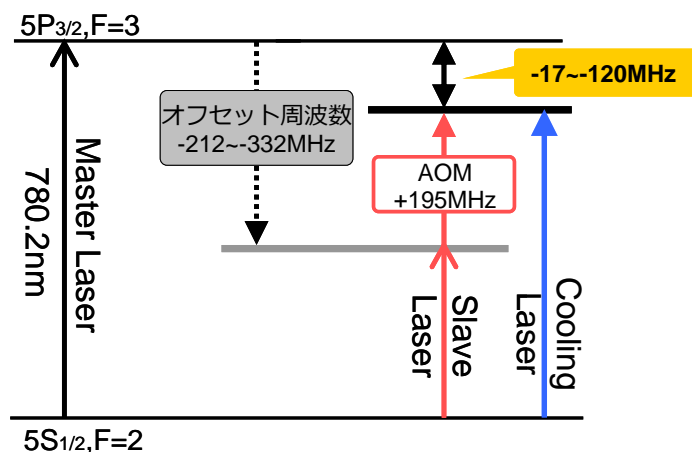 5P3/2,F=3
-17~-120MHz
オフセット周波数
-212~-332MHz
AOM
+195MHz
Master Laser
780.2nm
Slave
Laser
Cooling
Laser
5S1/2,F=2